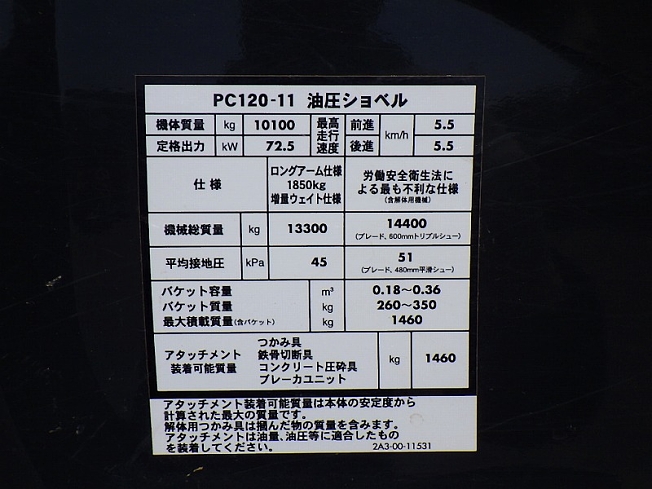 PC120-11 油圧ショベル
機体質量 kg 10100 最高走行速度 前進 km/h 5.5
定格出力 kW 72.5 後進 5.5
仕様 ロングアーム仕様 1850kg 増量ウェイト仕様 労働安全衛生法による最も不利な仕様 (含解体用機械)
機械総質量 kg 13300 14400 (ブレード、600mmトリプルシュー)
平均接地圧 kPa 45 51 (ブレード、480mm平滑シュー)
バケット容量 m³ 0.18～0.36
バケット質量 kg 260～350
最大積載質量(含バケット) kg 1460
アタッチメント装着可能質量 つかみ具 鉄骨切断具 コンクリート圧砕具 ブレーカユニット kg 1460
アタッチメント装着可能質量は本体の安定度から
計算された最大の質量です。
解体用つかみ具は掴んだ物の質量を含みます。
アタッチメントは油量、油圧等に適合したもの
を装着してください。 2A3-00-11531